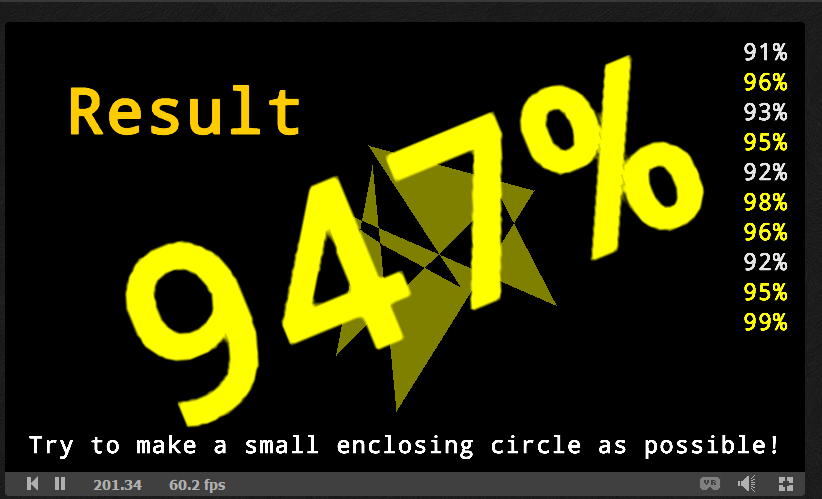 Result
947%
91%
96%
93%
95%
92%
98%
96%
92%
95%
99%
Try to make a small enclosing circle as possible!
201.34 60.2 fps
VR